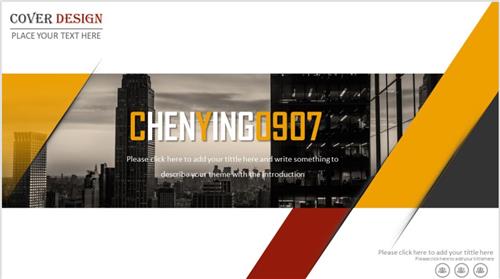 COVER DESIGN
PLACE YOUR TEXT HERE
CHENYING0907
Please click here to add your tittle here and write something to
describe your theme with the introduction
Please click here to add your tittle here
Please click here to add your tittle here